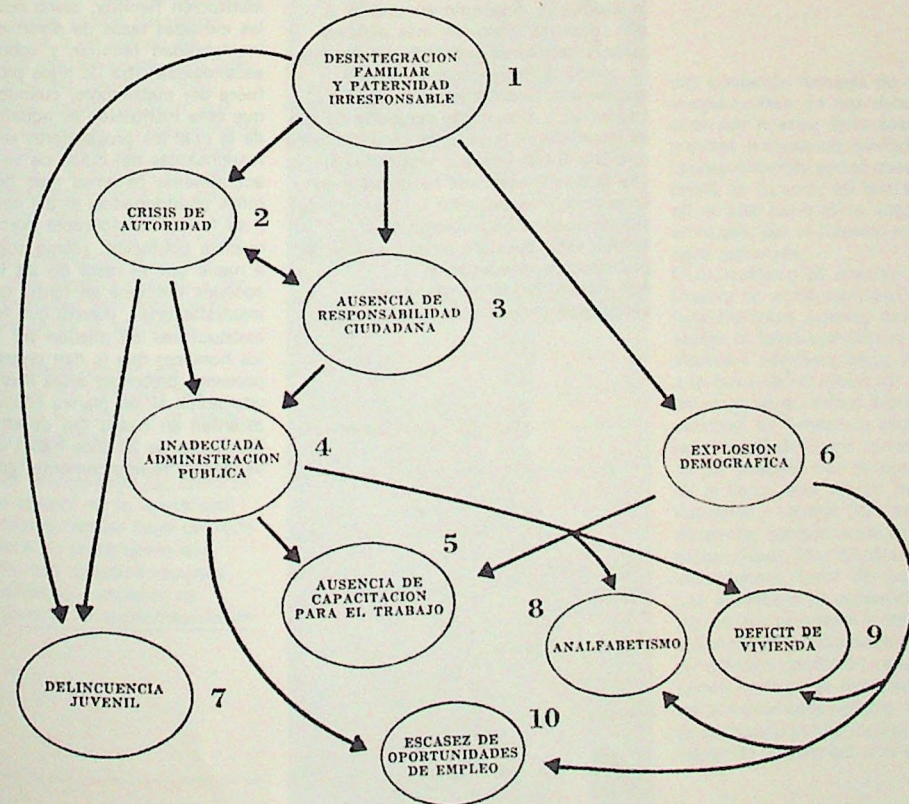 DESINTEGRACION
FAMILIAR
Y PATERNIDAD
IRRESPONSABLE
1
CRISIS DE
AUTORIDAD
2
AUSENCIA DE
RESPONSABILIDAD
CIUDADANA
3
INADECUADA
ADMINISTRACION
PUBLICA
4
EXPLOSION
DEMOGRAFICA
6
5
AUSENCIA DE
CAPACITACION
PARA EL TRABAJO
8
ANALFABETISMO
DEFICIT DE
VIVIENDA
9
DELINCUENCIA
JUVENIL
7
10
ESCASEZ DE
OPORTUNIDADES
DE EMPLEO